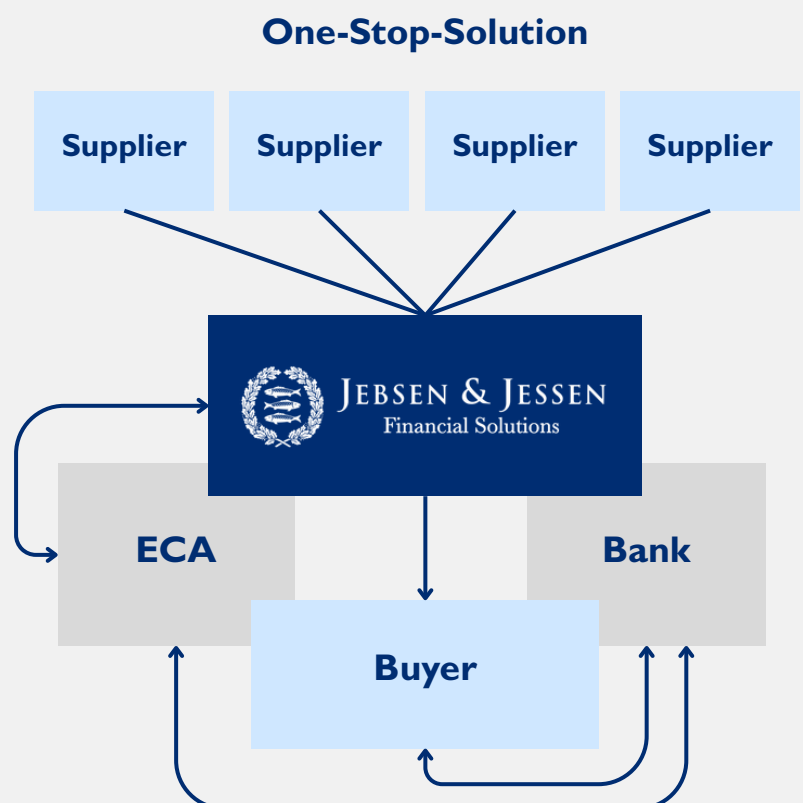 One-Stop-Solution
Supplier
Supplier
Supplier
Supplier
JEBSEN & JESSEN
Financial Solutions
ECA
Bank
Buyer